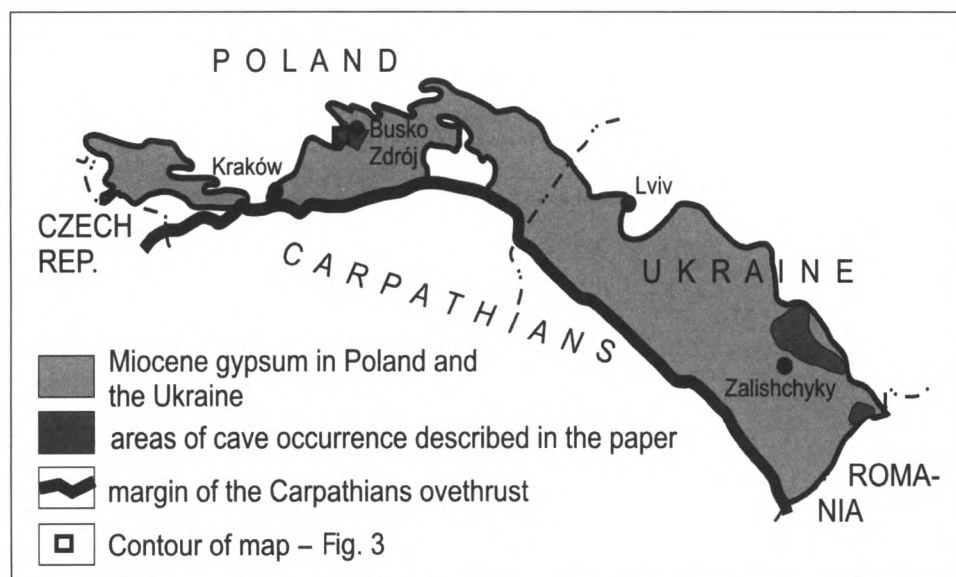 POLAND
Busko
Zdrój
Kraków
Lviv
CZECH
REP.
CARPATHIANS
UKRAINE
Zalishchyky
ROMA-
NIA
Miocene gypsum in Poland and
the Ukraine
areas of cave occurrence described in the paper
margin of the Carpathians ovethrust
Contour of map – Fig. 3